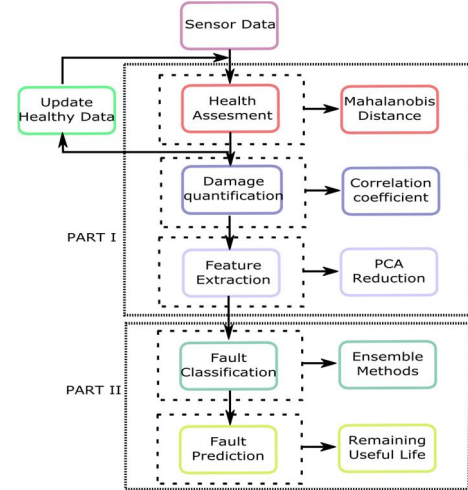 Sensor Data
Update
Healthy Data
Health
Assesment
Mahalanobis
Distance
Damage
quantification
Correlation
coefficient
PART I
Feature
Extraction
PCA
Reduction
Fault
Classification
Ensemble
Methods
PART II
Fault
Prediction
Remaining
Useful Life